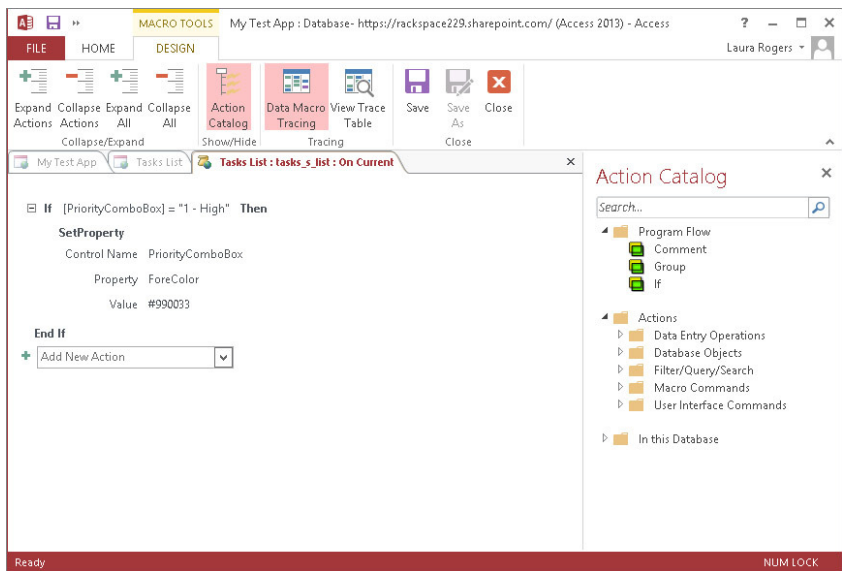 MACRO TOOLS My Test App : Database- https://rackspace229.sharepoint.com/ (Access 2013) - Access ?
FILE HOME DESIGN Laura Rogers
Expand Actions
Collapse Actions
Expand All
Collapse All
Action Catalog
Data Macro Tracing
View Trace Table
Save
Save As
Close
Collapse/Expand Show/Hide Tracing Close
My Test App Tasks List Tasks List : tasks_s_list : On Current
If [PriorityComboBox] = "1 - High" Then
SetProperty
Control Name PriorityComboBox
Property ForeColor
Value #990033
End If
Add New Action
Action Catalog
Search...
Program Flow
Comment
Group
If
Actions
Data Entry Operations
Database Objects
Filter/Query/Search
Macro Commands
User Interface Commands
In this Database
Ready NUM LOCK